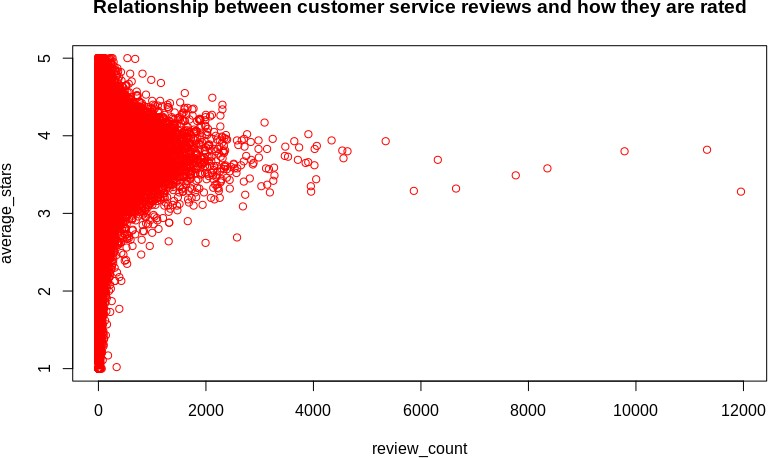 Relationship between customer service reviews and how they are rated
average_stars
5
4
3
2
1
0 2000 4000 6000 8000 10000 12000
review_count